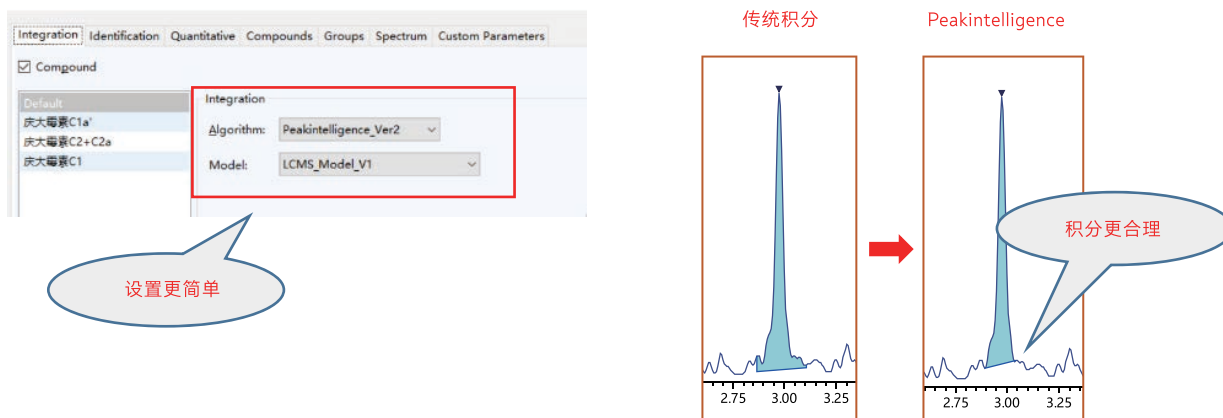 Integration Identification Quantitative Compounds Groups Spectrum Custom Parameters
Compound
Default
庆大霉素C1a'
庆大霉素C2+C2a
庆大霉素C1
Integration
Algorithm: Peakintelligence_Ver2
Model: LCMS_Model_V1
设置更简单
传统积分
Peakintelligence
积分更合理
2.75 3.00 3.25
2.75 3.00 3.25